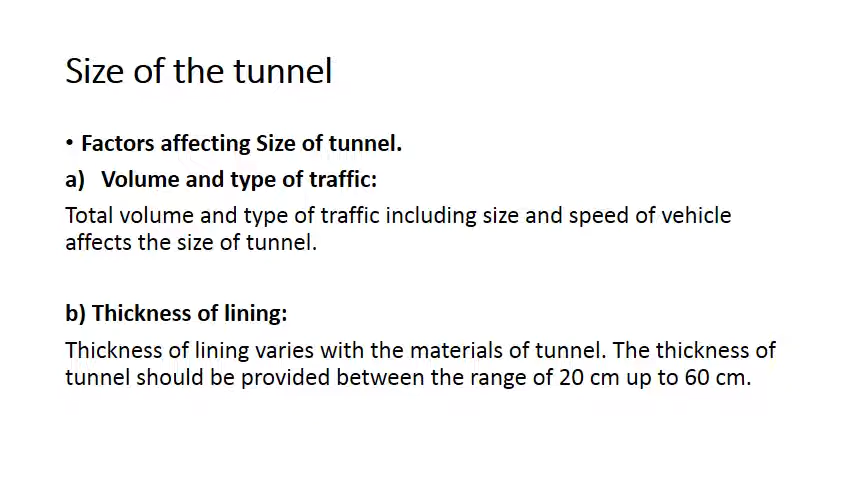 Size of the tunnel
• Factors affecting Size of tunnel.
a) Volume and type of traffic:
Total volume and type of traffic including size and speed of vehicle
affects the size of tunnel.
b) Thickness of lining:
Thickness of lining varies with the materials of tunnel. The thickness of
tunnel should be provided between the range of 20 cm up to 60 cm.